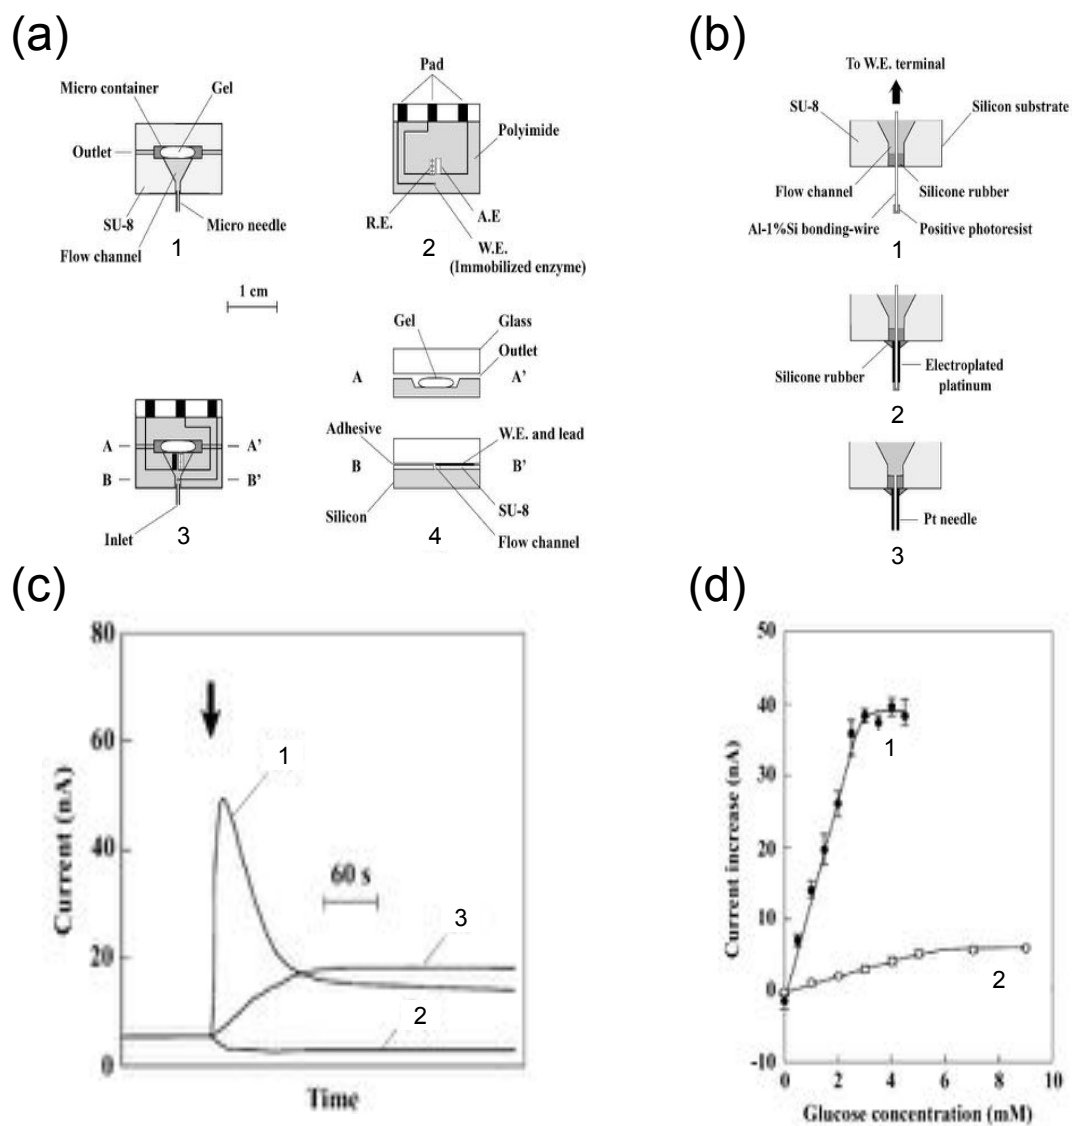 (a)
Micro container
Gel
Outlet
SU-8
Flow channel
Micro needle
1
Pad
Polyimide
R.E.
A.E
W.E.
(Immobilized enzyme)
2
1 cm
A
A'
B
B'
Inlet
3
Gel
Glass
Outlet
A
A'
Adhesive
W.E. and lead
B
B'
SU-8
Silicon
Flow channel
4
(b)
To W.E. terminal
SU-8
Silicon substrate
Flow channel
Silicone rubber
Al-1%Si bonding-wire
Positive photoresist
1
Silicone rubber
Electroplated
platinum
2
Pt needle
3
(c)
80
60
40
20
0
Current (nA)
1
60 s
3
2
Time
(d)
50
40
30
20
10
0
-10
Current increase (nA)
1
2
0 2 4 6 8 10
Glucose concentration (mM)